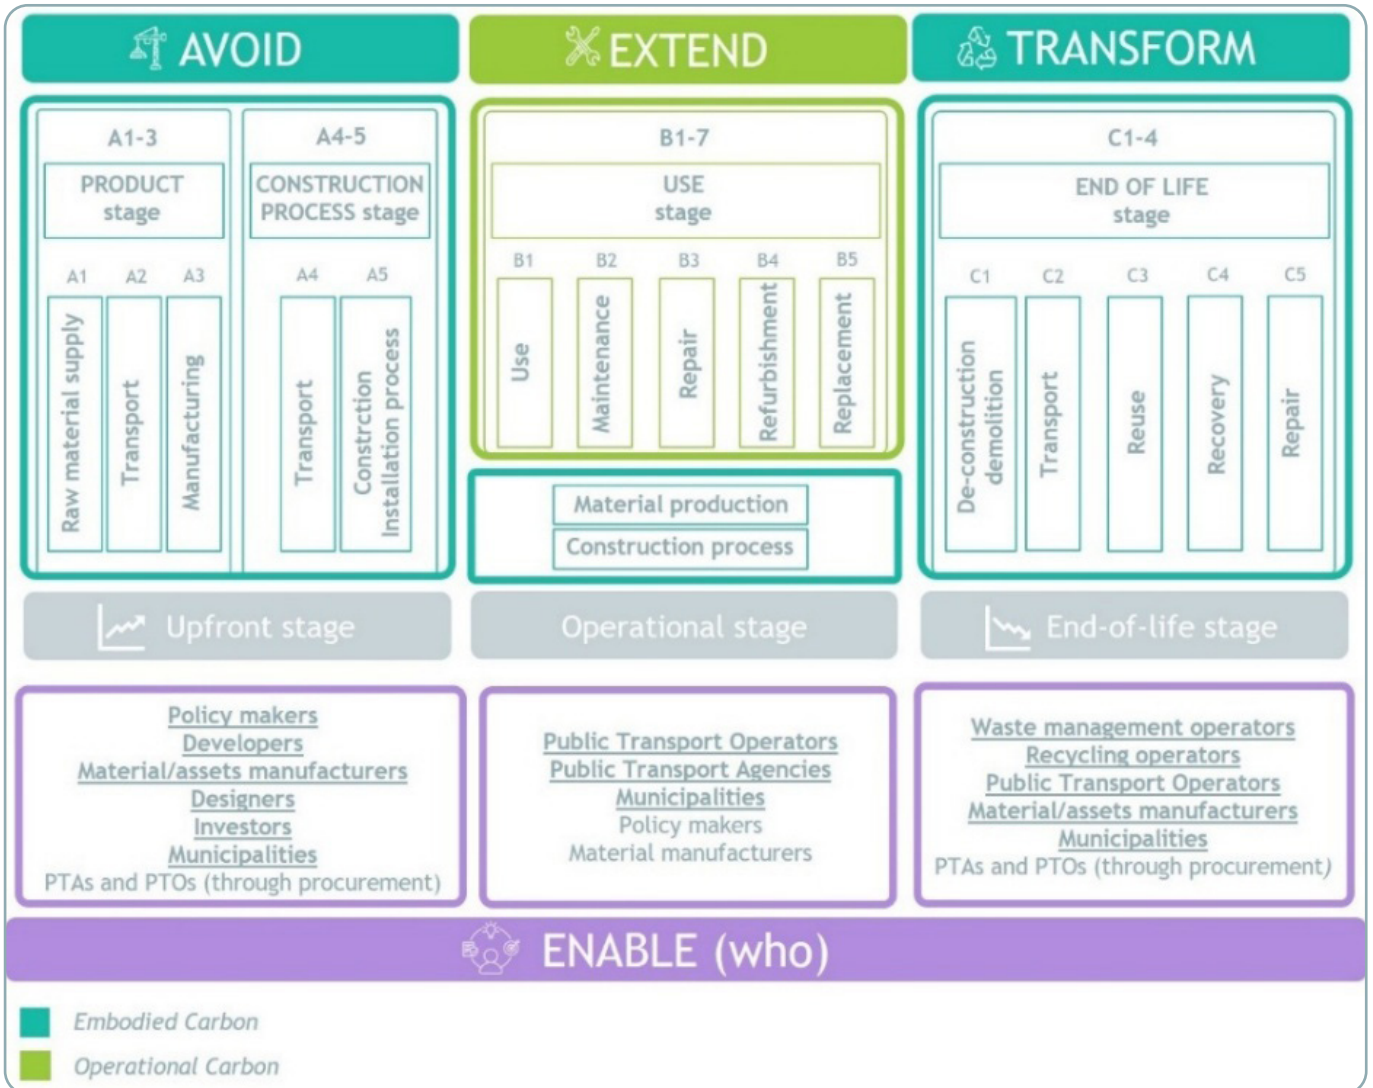 AVOID
EXTEND
TRANSFORM
A1-3
A4-5
PRODUCT
stage
CONSTRUCTION
PROCESS stage
A1
A2
A3
A4
A5
Raw material supply
Transport
Manufacturing
Transport
Constrction
Installation process
B1-7
USE
stage
B1
B2
B3
B4
B5
Use
Maintenance
Repair
Refurbishment
Replacement
Material production
Construction process
C1-4
END OF LIFE
stage
C1
C2
C3
C4
C5
De-construction
demolition
Transport
Reuse
Recovery
Repair
Upfront stage
Operational stage
End-of-life stage
Policy makers
Developers
Material/assets manufacturers
Designers
Investors
Municipalities
PTAs and PTOs (through procurement)
Public Transport Operators
Public Transport Agencies
Municipalities
Policy makers
Material manufacturers
Waste management operators
Recycling operators
Public Transport Operators
Material/assets manufacturers
Municipalities
PTAs and PTOs (through procurement)
ENABLE (who)
Embodied Carbon
Operational Carbon